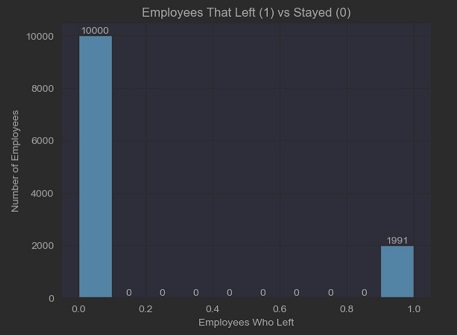 Employees That Left (1) vs Stayed (0)
Number of Employees
10000
8000
6000
4000
2000
0
10000
0 0 0 0 0 0 0 0
1991
0.0 0.2 0.4 0.6 0.8 1.0
Employees Who Left